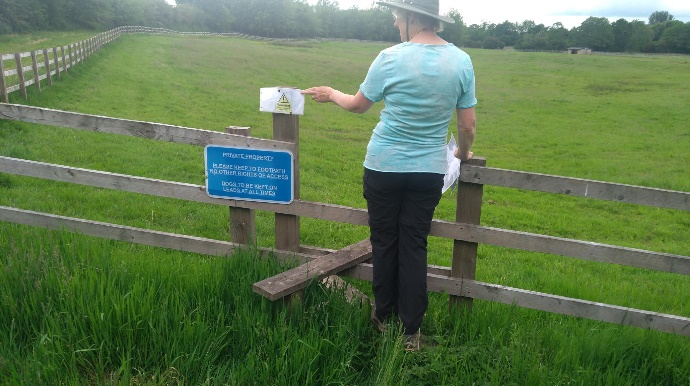 PRIVATE PROPERTY
PLEASE KEEP TO FOOTPATH
NO OTHER RIGHTS OF ACCESS
DOGS TO BE KEPT ON
LEADS AT ALL TIMES